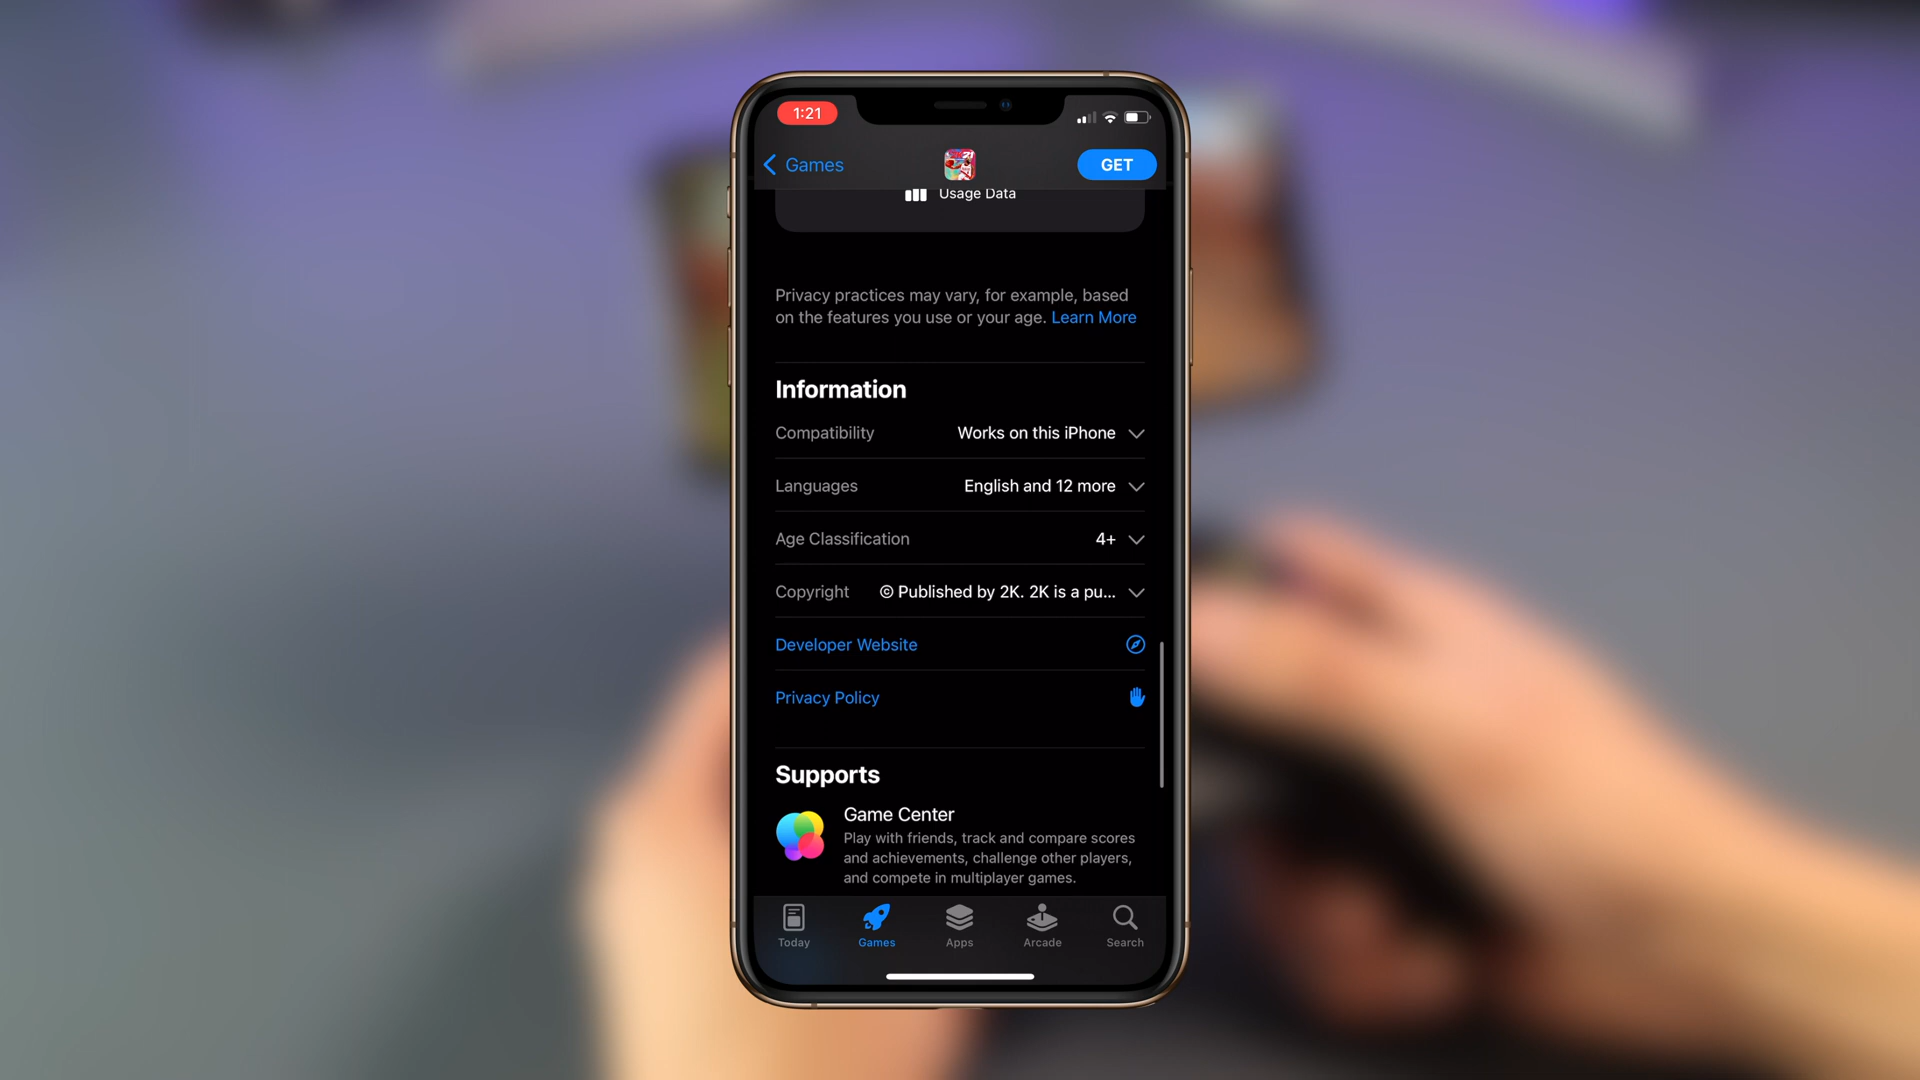 1:21
Games
GET
Usage Data
Privacy practices may vary, for example, based
on the features you use or your age. Learn More
Information
Compatibility
Works on this iPhone
Languages
English and 12 more
Age Classification
4+
Copyright
© Published by 2K. 2K is a pu...
Developer Website
Privacy Policy
Supports
Game Center
Play with friends, track and compare scores
and achievements, challenge other players,
and compete in multiplayer games.
Today
Games
Apps
Arcade
Search